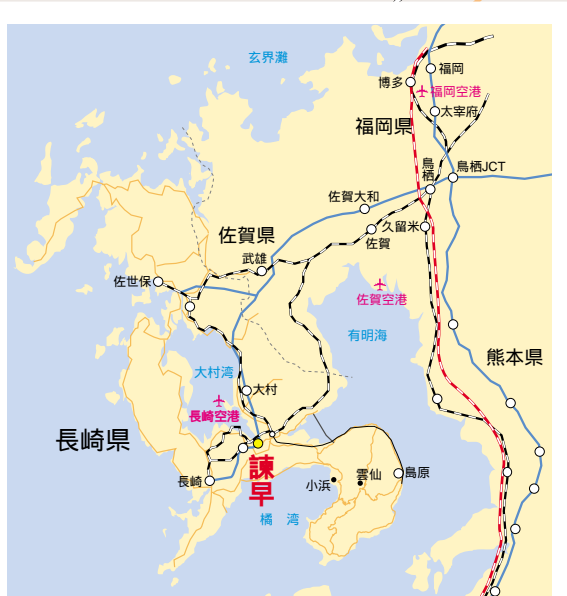 玄界灘
福岡
博多
福岡空港
太宰府
福岡県
鳥栖
鳥栖JCT
佐賀大和
久留米
佐賀県
佐賀
武雄
佐世保
佐賀空港
有明海
熊本県
大村湾
大村
長崎空港
長崎県
諫早
長崎
小浜
雲仙
島原
橘 湾